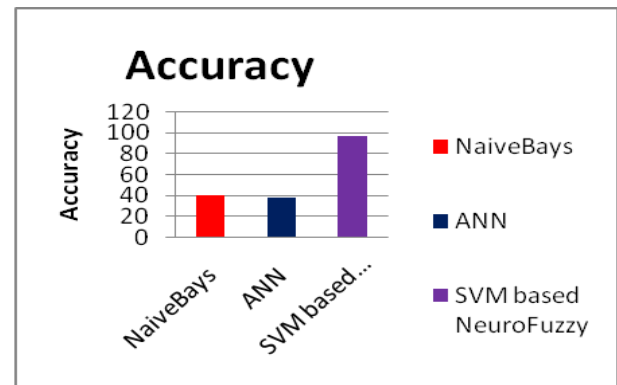 Accuracy
Accuracy
120
100
80
60
40
20
0
NaiveBays
ANN
SVM based...
NaiveBays
ANN
SVM based
NeuroFuzzy